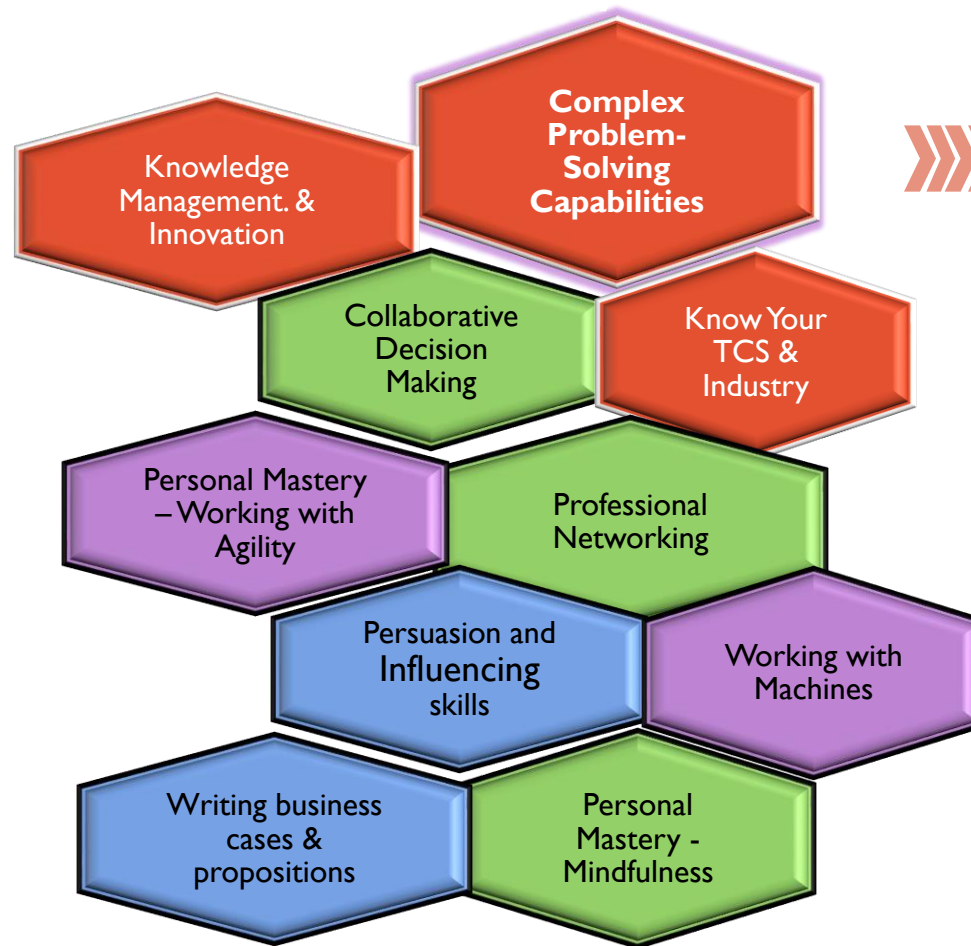 Complex
Problem-
Solving
Capabilities
Knowledge
Management. &
Innovation
Collaborative
Decision
Making
Know Your
TCS &
Industry
Personal Mastery
– Working with
Agility
Professional
Networking
Persuasion and
Influencing
skills
Working with
Machines
Writing business
cases &
propositions
Personal
Mastery -
Mindfulness